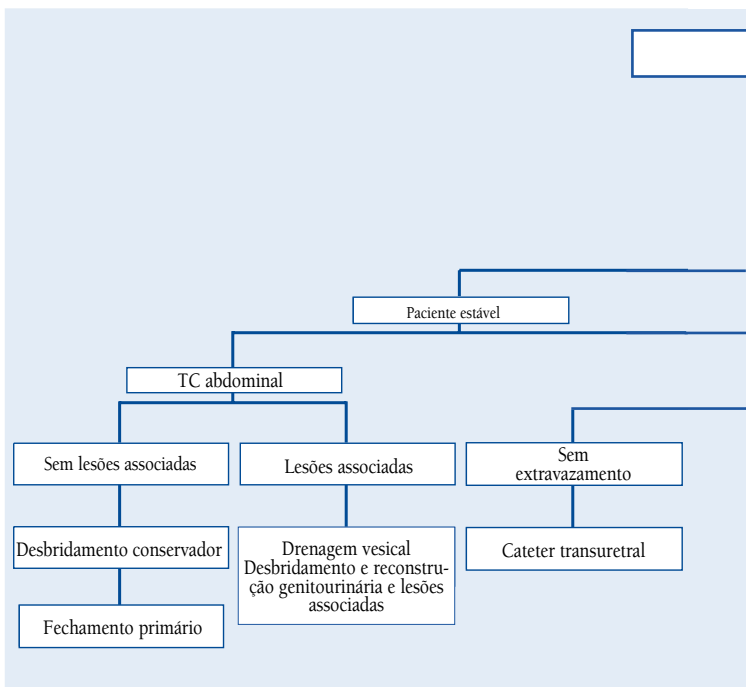 Paciente estável
TC abdominal
Sem lesões associadas
Lesões associadas
Sem
extravazamento
Desbridamento conservador
Drenagem vesical
Desbridamento e reconstru-
ção genitourinária e lesões
associadas
Cateter transuretral
Fechamento primário